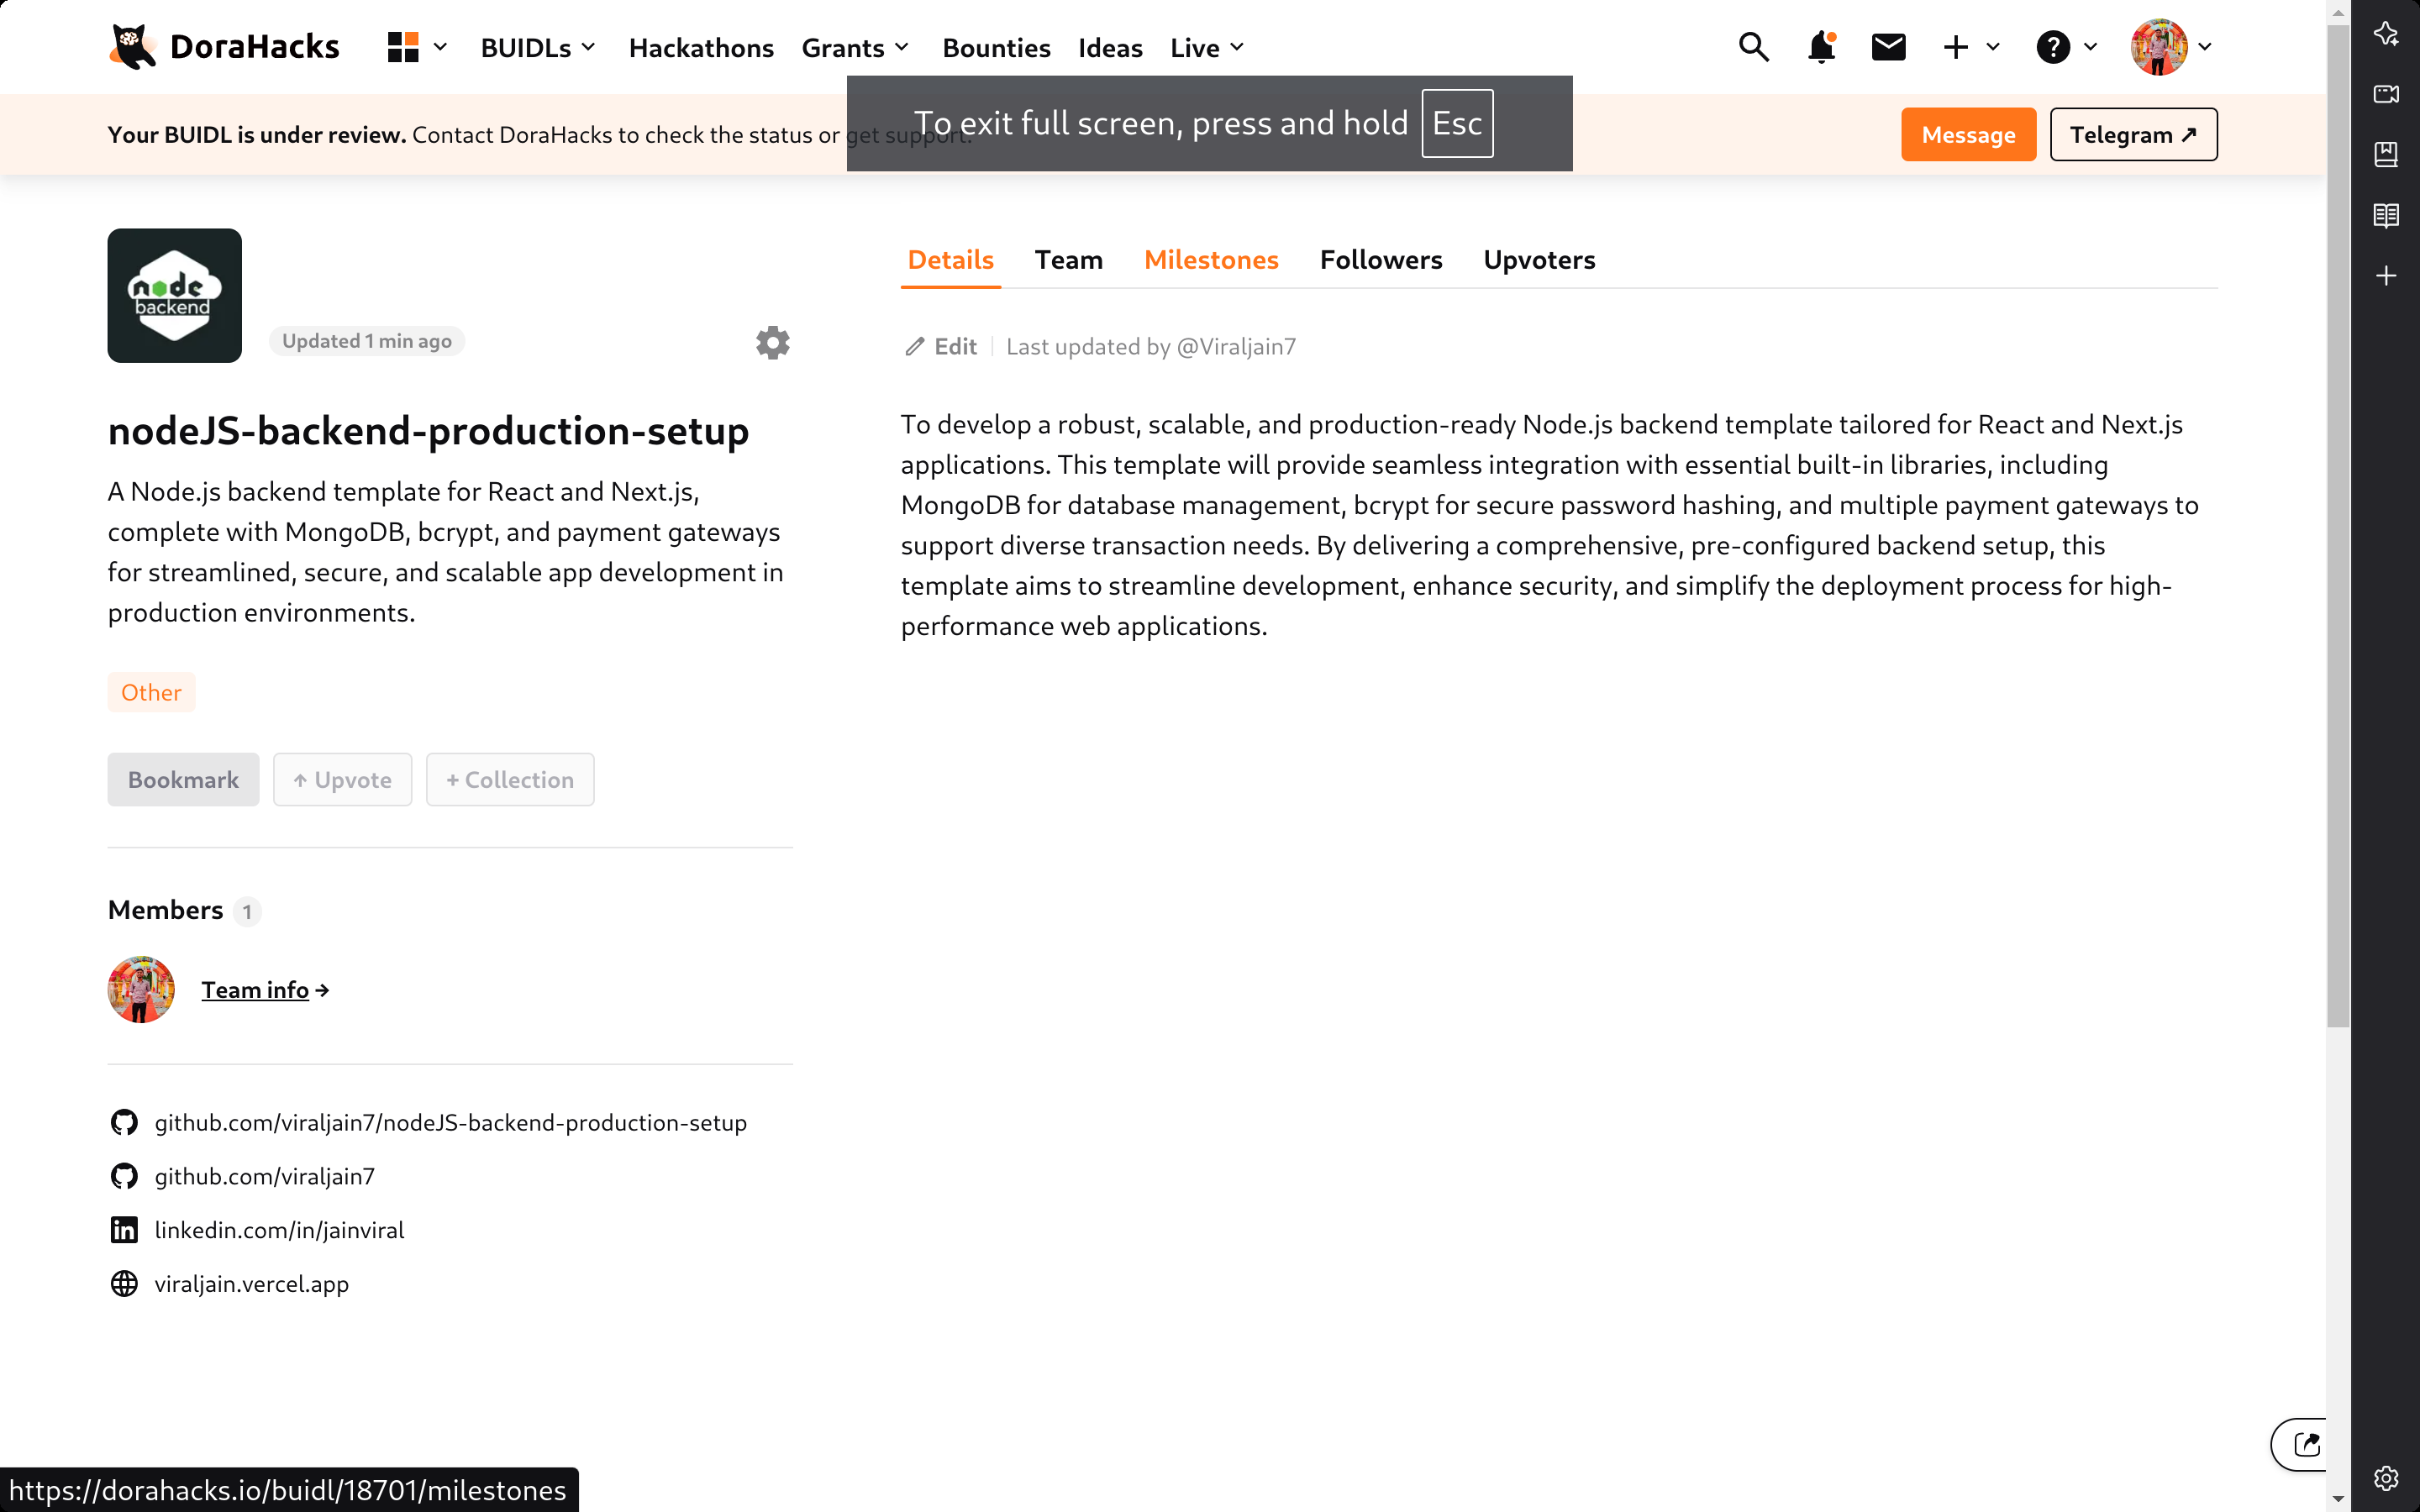 DoraHacks
BUIDLs
Hackathons
Grants
Bounties
Ideas
Live
Your BUIDL is under review. Contact DoraHacks to check the status or get support.
To exit full screen, press and hold Esc
Message
Telegram ↗
node
backend
Updated 1 min ago
nodeJS-backend-production-setup
A Node.js backend template for React and Next.js,
complete with MongoDB, bcrypt, and payment gateways
for streamlined, secure, and scalable app development in
production environments.
Other
Bookmark
↑ Upvote
+ Collection
Members 1
Team info →
github.com/viraljain7/nodeJS-backend-production-setup
github.com/viraljain7
linkedin.com/in/jainviral
viraljain.vercel.app
Details
Team
Milestones
Followers
Upvoters
Edit
Last updated by @Viraljain7
To develop a robust, scalable, and production-ready Node.js backend template tailored for React and Next.js
applications. This template will provide seamless integration with essential built-in libraries, including
MongoDB for database management, bcrypt for secure password hashing, and multiple payment gateways to
support diverse transaction needs. By delivering a comprehensive, pre-configured backend setup, this
template aims to streamline development, enhance security, and simplify the deployment process for high-
performance web applications.
https://dorahacks.io/buidl/18701/milestones